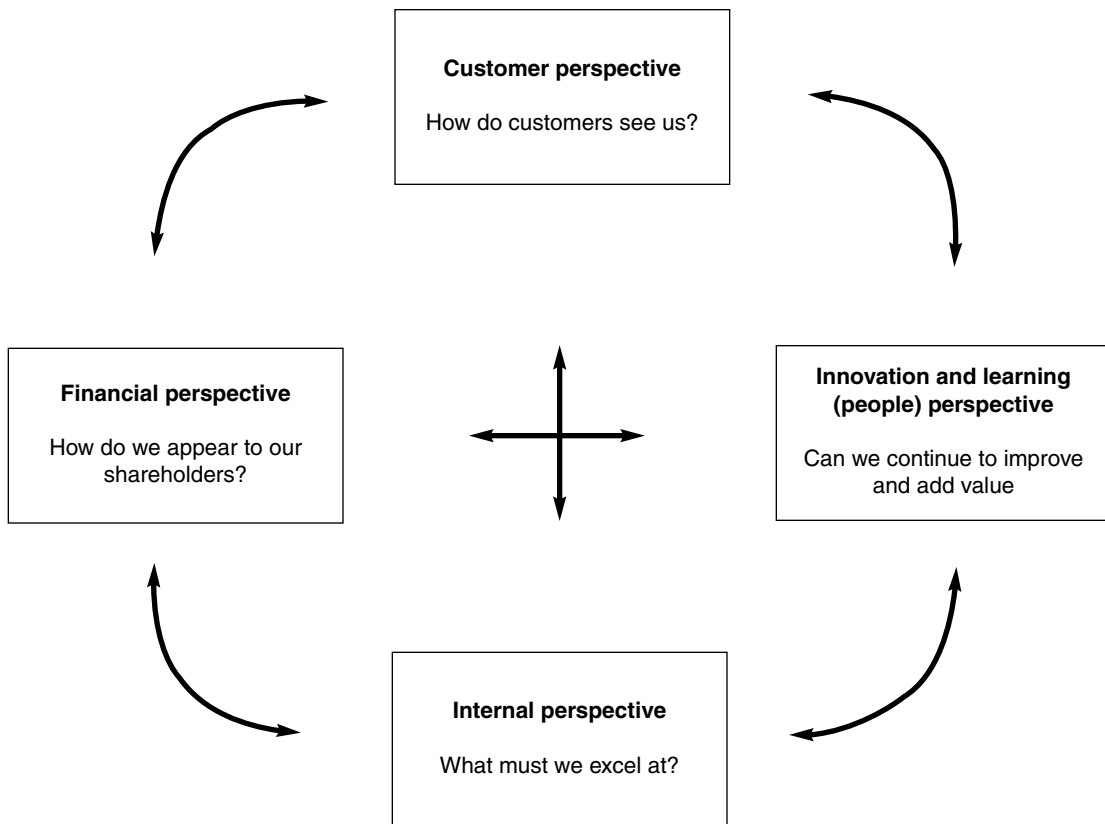 Customer perspective
How do customers see us?
Financial perspective
How do we appear to our
shareholders?
Innovation and learning
(people) perspective
Can we continue to improve
and add value
Internal perspective
What must we excel at?